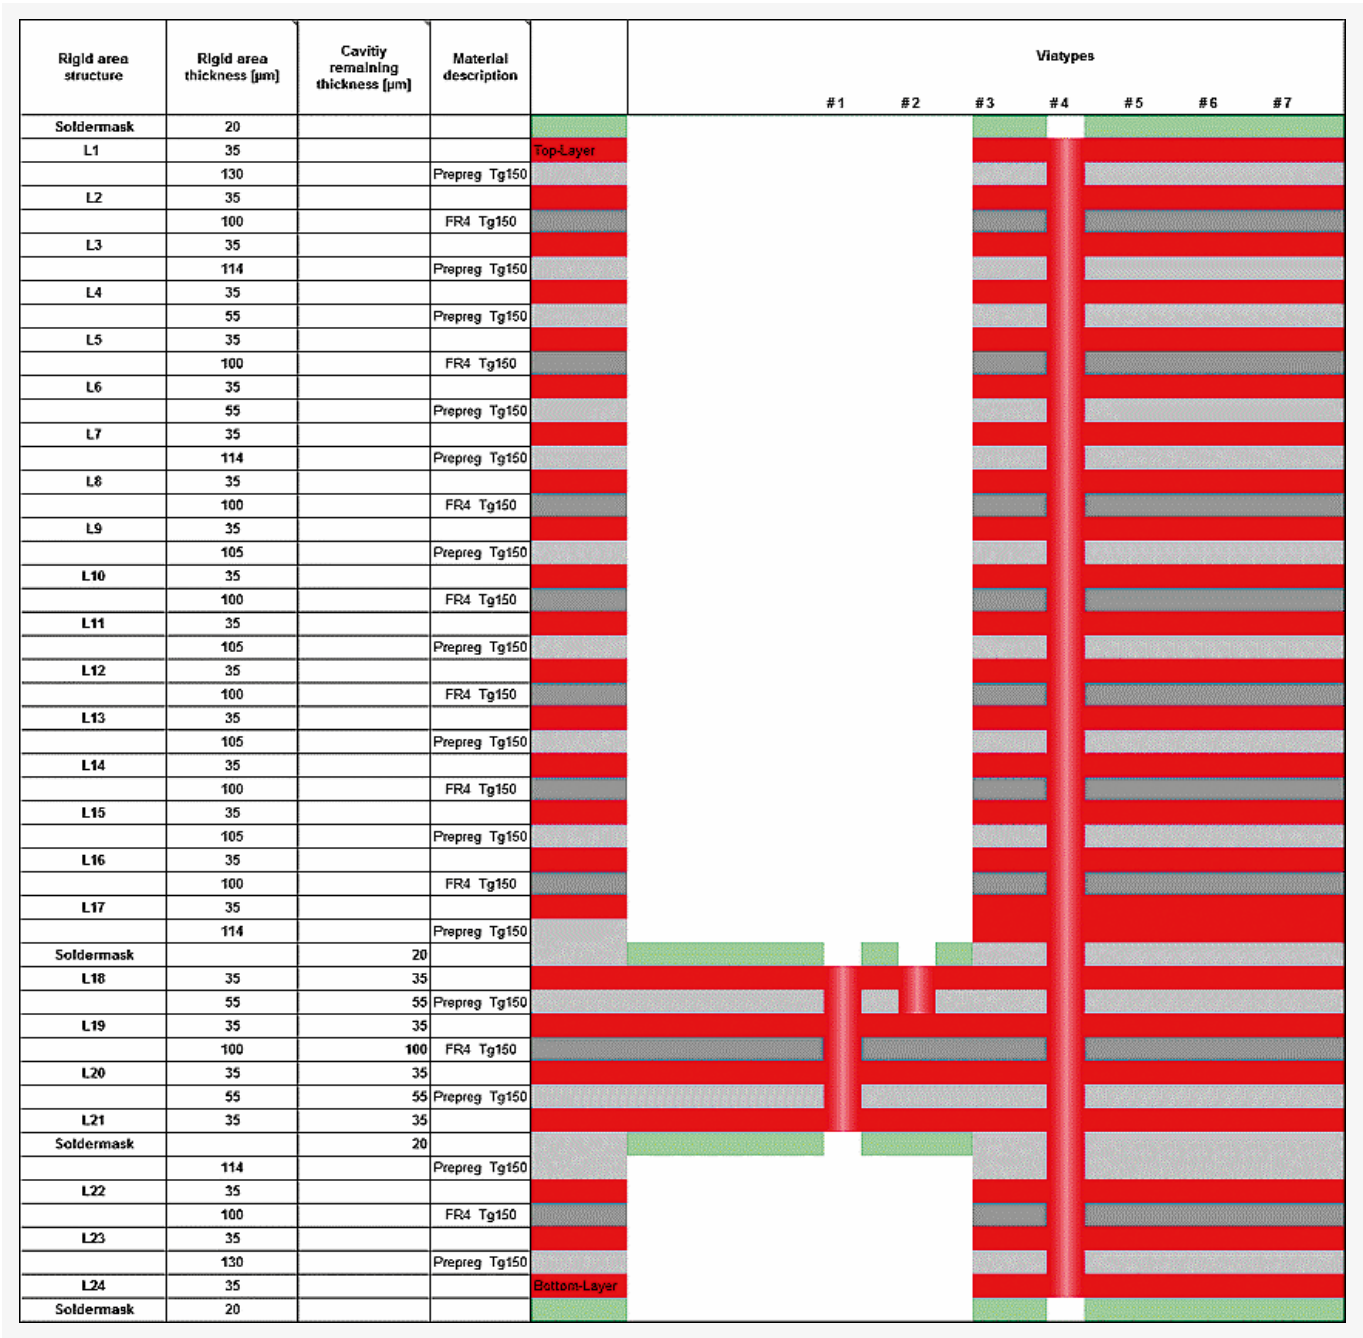 Rigid area structure Rigid area thickness [µm] Cavitiy remaining thickness [µm] Material description Viatypes
#1 #2 #3 #4 #5 #6 #7
Soldermask 20
L1 35 Top-Layer
130 Prepreg Tg150
L2 35
100 FR4 Tg150
L3 35
114 Prepreg Tg150
L4 35
55 Prepreg Tg150
L5 35
100 FR4 Tg150
L6 35
55 Prepreg Tg150
L7 35
114 Prepreg Tg150
L8 35
100 FR4 Tg150
L9 35
105 Prepreg Tg150
L10 35
100 FR4 Tg150
L11 35
105 Prepreg Tg150
L12 35
100 FR4 Tg150
L13 35
105 Prepreg Tg150
L14 35
100 FR4 Tg150
L15 35
105 Prepreg Tg150
L16 35
100 FR4 Tg150
L17 35
114 Prepreg Tg150
Soldermask 20
L18 35 35
55 55 Prepreg Tg150
L19 35 35
100 100 FR4 Tg150
L20 35 35
55 55 Prepreg Tg150
L21 35 35
Soldermask 20
114 Prepreg Tg150
L22 35
100 FR4 Tg150
L23 35
130 Prepreg Tg150
L24 35 Bottom-Layer
Soldermask 20